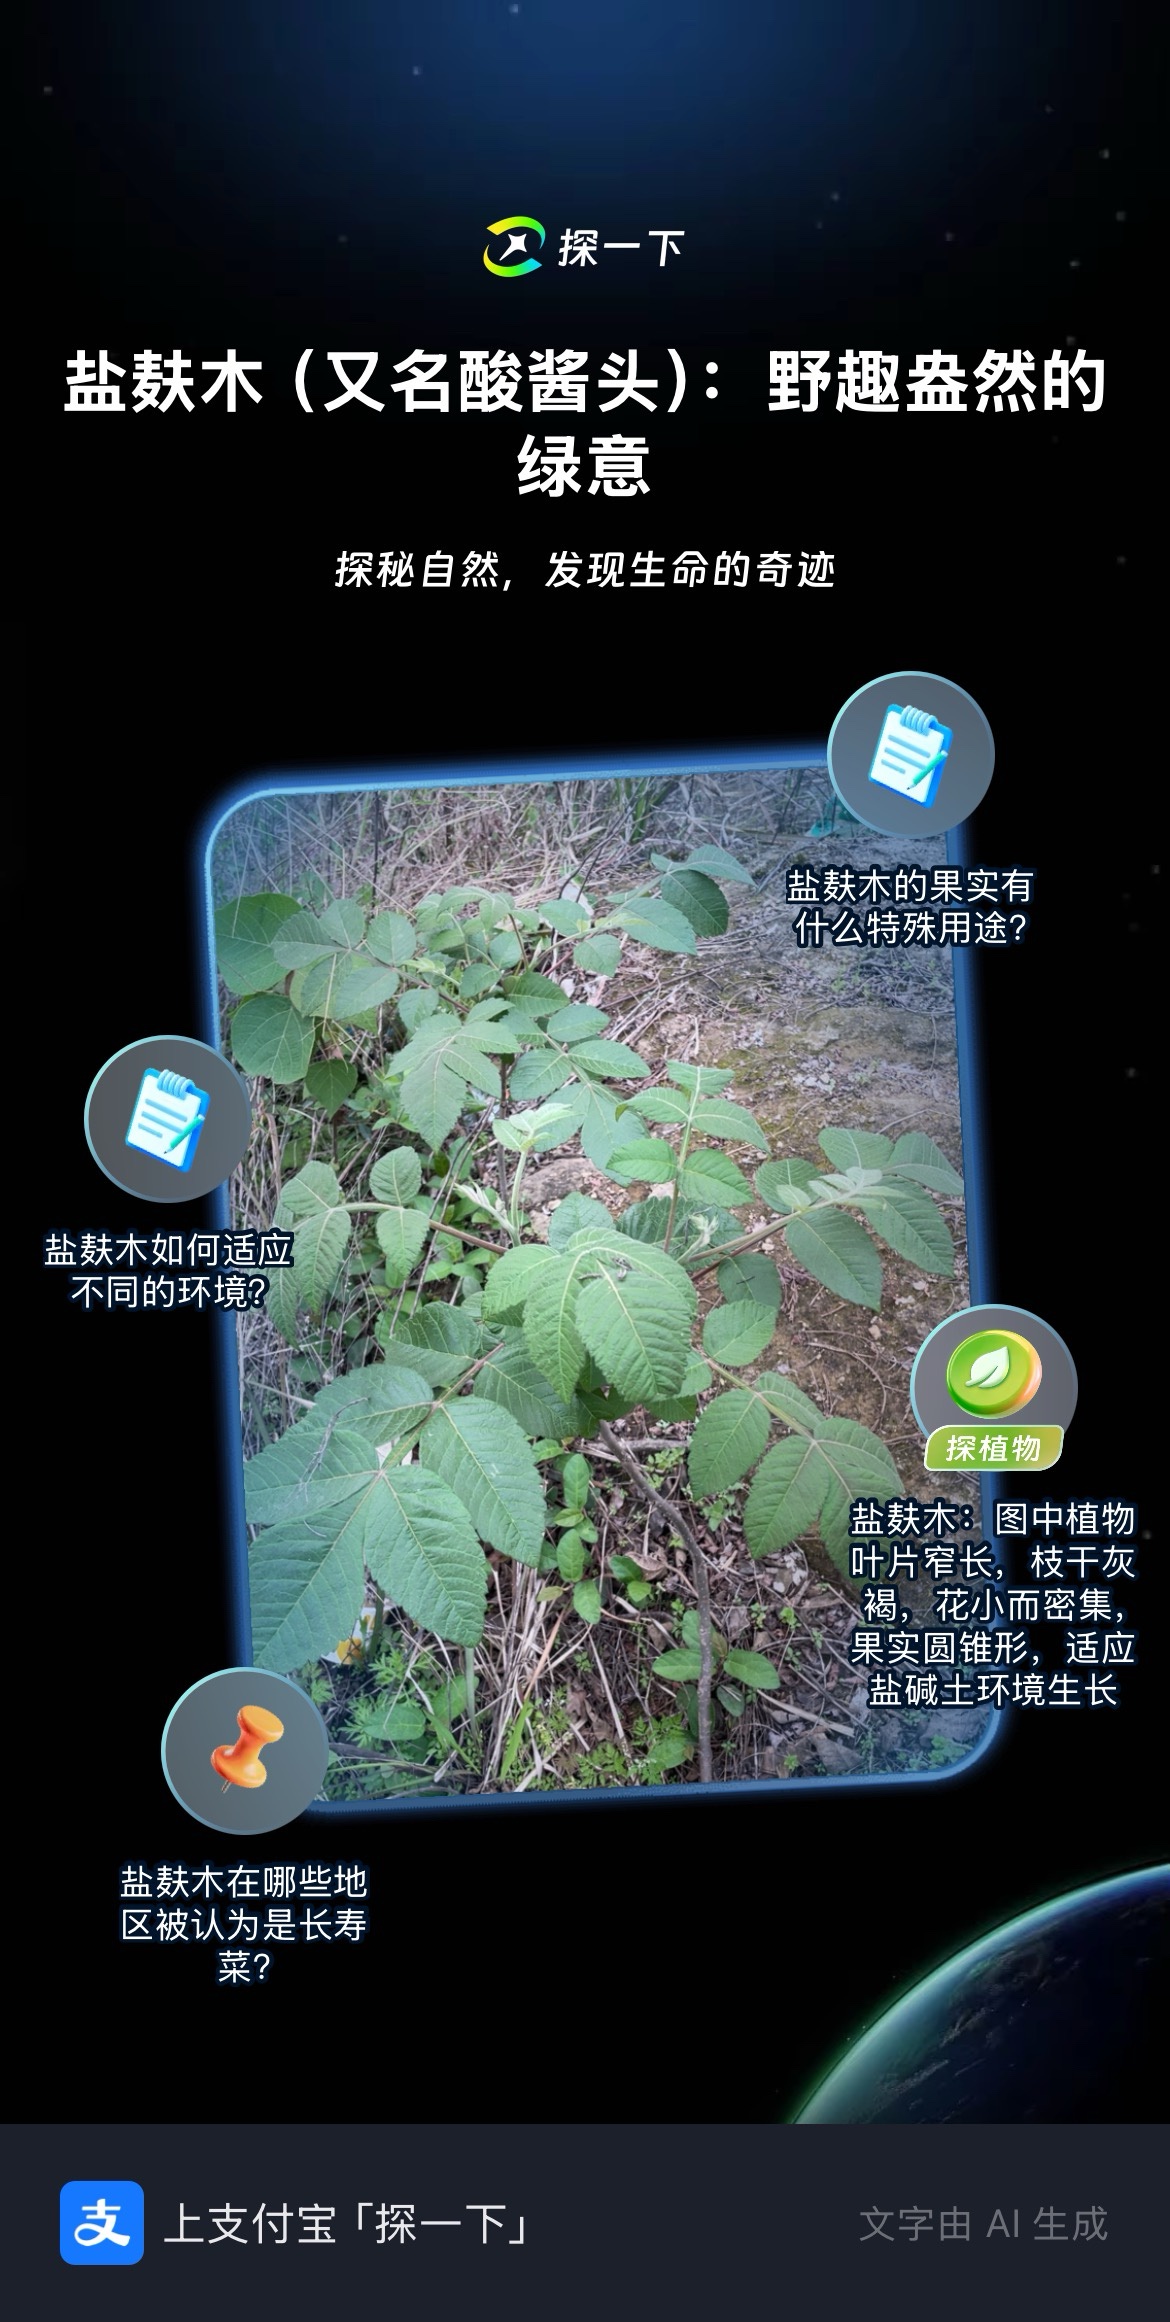 探一下
盐麸木（又名酸酱头）：野趣盎然的
绿意
探秘自然，发现生命的奇迹
盐麸木的果实有
什么特殊用途？
盐麸木如何适应
不同的环境？
探植物
盐麸木：图中植物
叶片窄长，枝干灰
褐，花小而密集，
果实圆锥形，适应
盐碱土环境生长
盐麸木在哪些地
区被认为是长寿
菜？
支 上支付宝「探一下」
文字由 AI 生成